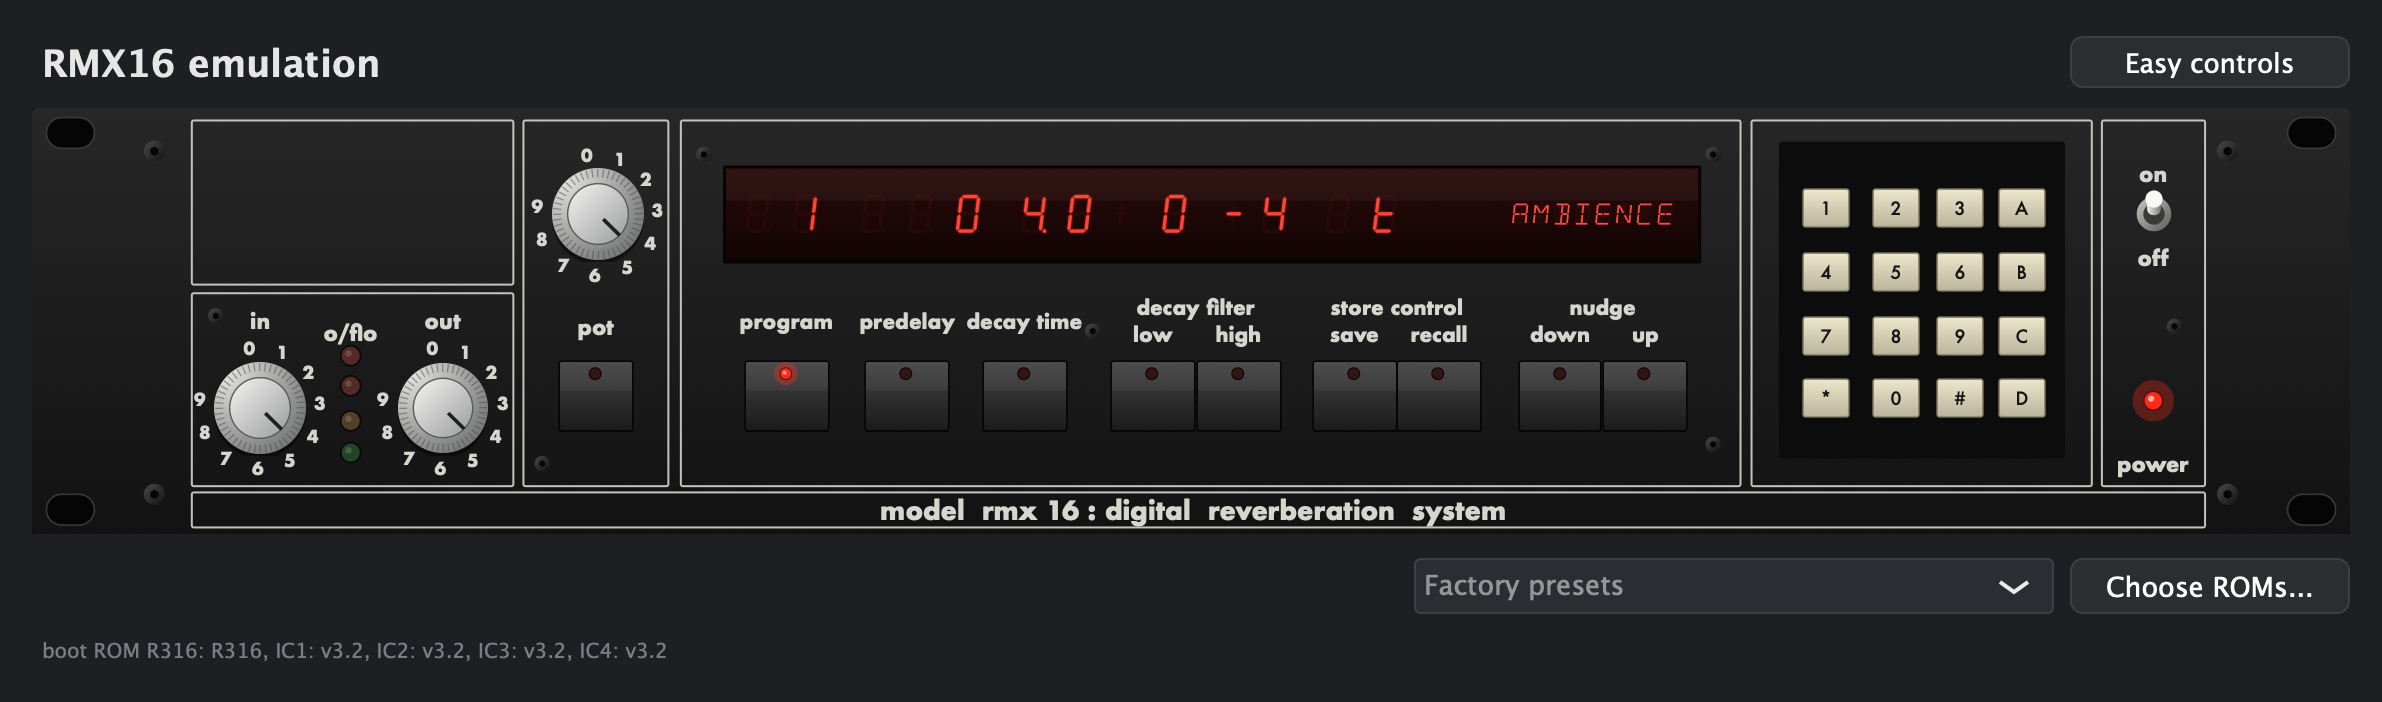 RMX16 emulation
Easy controls
0 1 2 3 4 5 6 7 8 9
pot
in
0 1 2 3 4 5 6 7 8 9
o/flo
out
0 1 2 3 4 5 6 7 8 9
1 0 4.0 0 -4 t AMBIENCE
program predelay decay time
decay filter
low high
store control
save recall
nudge
down up
1 2 3 A
4 5 6 B
7 8 9 C
* 0 # D
on
off
power
model rmx 16 : digital reverberation system
Factory presets
Choose ROMs...
boot ROM R316: R316, IC1: v3.2, IC2: v3.2, IC3: v3.2, IC4: v3.2